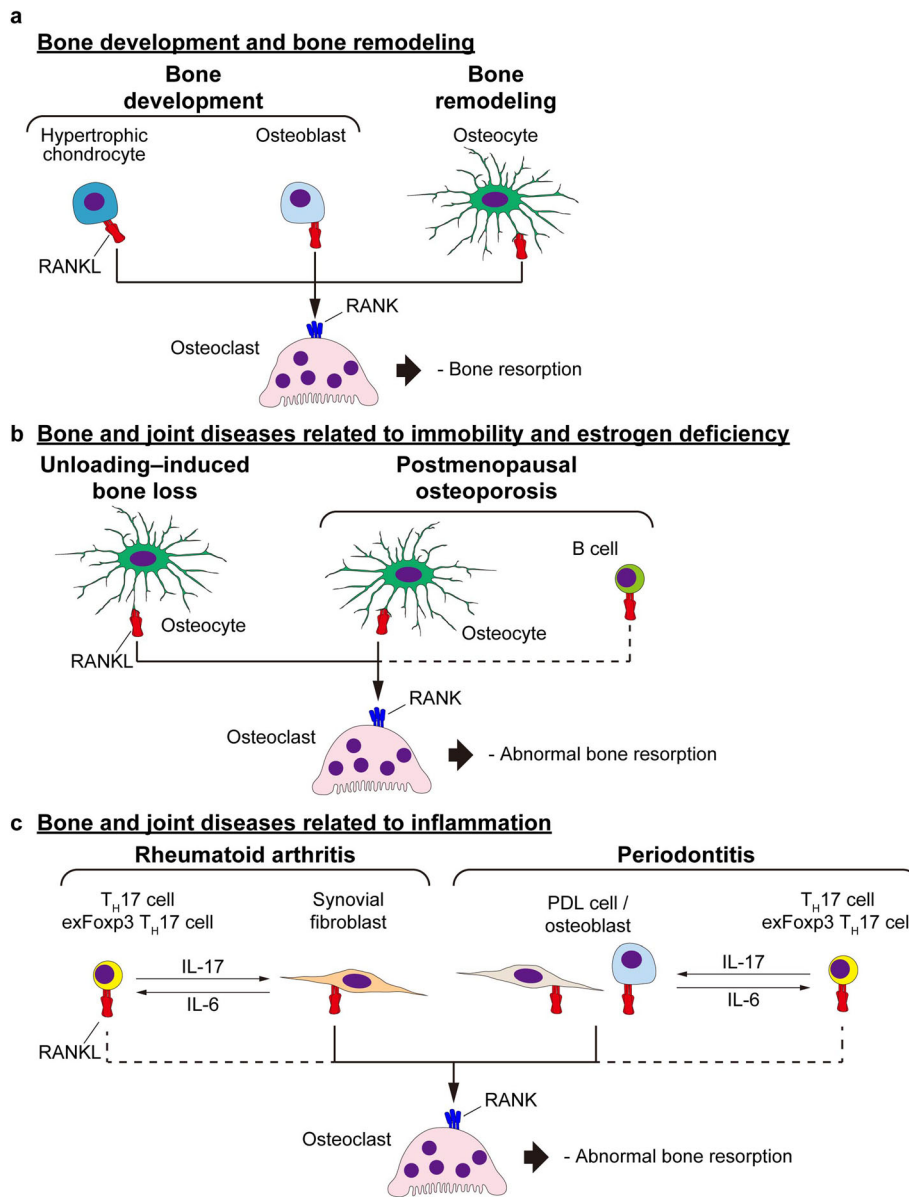 a
Bone development and bone remodeling
Bone
development
Bone
remodeling
Hypertrophic
chondrocyte
Osteoblast
Osteocyte
RANKL
RANK
Osteoclast
- Bone resorption
b Bone and joint diseases related to immobility and estrogen deficiency
Unloading–induced
bone loss
Postmenopausal
osteoporosis
B cell
Osteocyte
Osteocyte
RANKL
RANK
Osteoclast
- Abnormal bone resorption
c Bone and joint diseases related to inflammation
Rheumatoid arthritis
Periodontitis
TH17 cell
exFoxp3 TH17 cell
Synovial
fibroblast
PDL cell /
osteoblast
TH17 cell
exFoxp3 TH17 cell
IL-17
IL-6
IL-17
IL-6
RANKL
RANK
Osteoclast
- Abnormal bone resorption